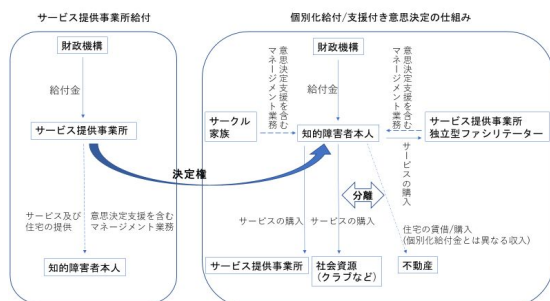 サービス提供事業所給付
財政機構
給付金
サービス提供事業所
サービス及び
住宅の提供
意思決定支援を含む
マネージメント業務
知的障害者本人
決定権
個別化給付/支援付き意思決定の仕組み
財政機構
給付金
サークル
家族
意思決定支援を含む
マネージメント業務
知的障害者本人
意思決定支援を含む
マネージメント業務
サービス提供事業所
独立型ファシリテーター
サービスの購入
分離
サービスの購入
サービスの購入
住宅の賃借/購入
(個別化給付金とは異なる収入)
サービス提供事業所
社会資源
(クラブなど)
不動産